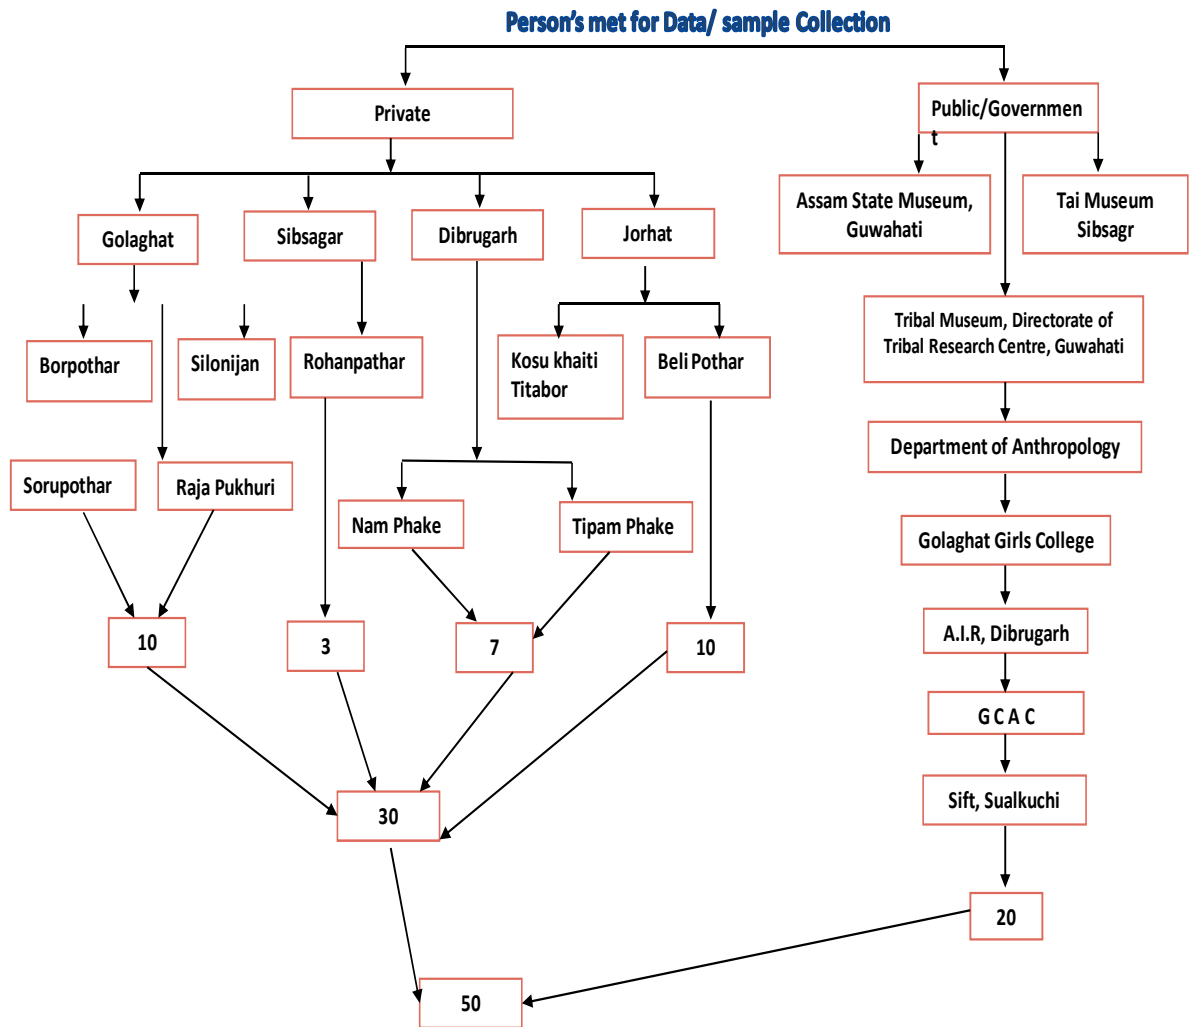 Person's met for Data/ sample Collection
Private
Public/Governmen
t
Assam State Museum,
Guwahati
Tai Museum
Sibsagr
Golaghat
Sibsagar
Dibrugarh
Jorhat
Tribal Museum, Directorate of
Tribal Research Centre, Guwahati
Borpothar
Silonijan
Rohanpathar
Kosu khaiti
Titabor
Beli Pothar
Department of Anthropology
Sorupothar
Raja Pukhuri
Nam Phake
Tipam Phake
Golaghat Girls College
10
3
7
10
A.I.R, Dibrugarh
G C A C
30
Sift, Sualkuchi
20
50